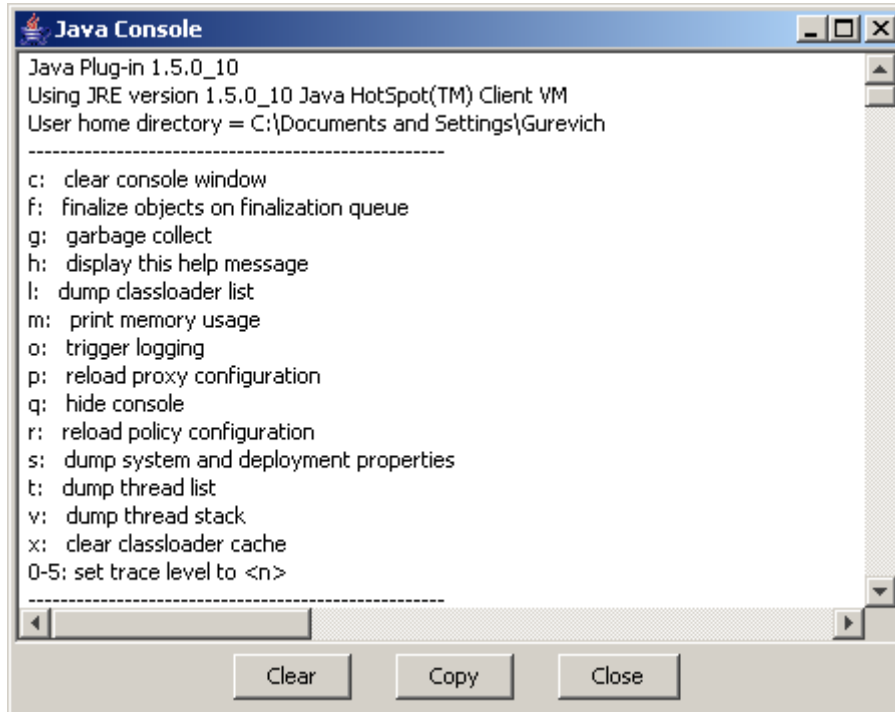 Java Console
Java Plug-in 1.5.0_10
Using JRE version 1.5.0_10 Java HotSpot(TM) Client VM
User home directory = C:\Documents and Settings\Gurevich
----------------------------------------------------
c:   clear console window
f:   finalize objects on finalization queue
g:   garbage collect
h:   display this help message
l:   dump classloader list
m:   print memory usage
o:   trigger logging
p:   reload proxy configuration
q:   hide console
r:   reload policy configuration
s:   dump system and deployment properties
t:   dump thread list
v:   dump thread stack
x:   clear classloader cache
0-5: set trace level to <n>
----------------------------------------------------
Clear Copy Close